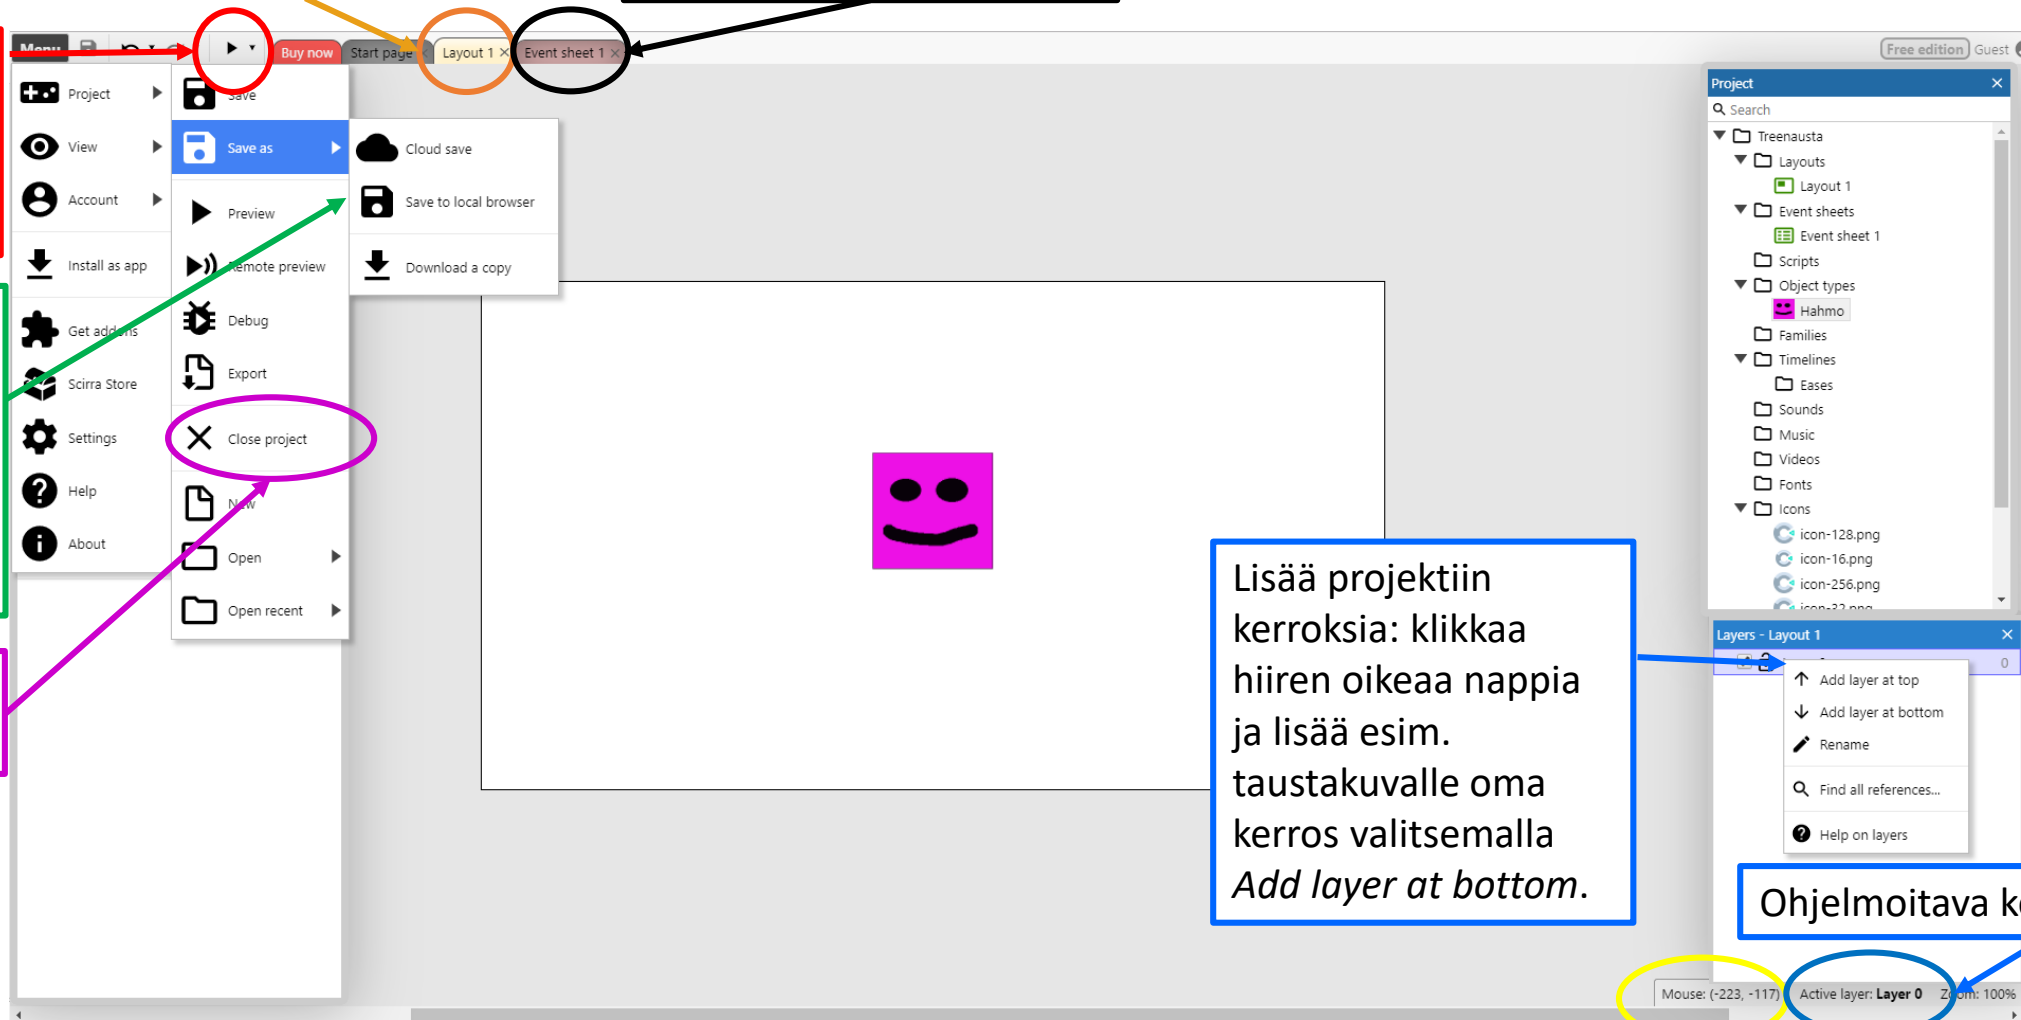 Menu
Buy now
Start page
Layout 1
Event sheet 1
Free edition
Guest
Project
View
Account
Install as app
Get addons
Scirra Store
Settings
Help
About
Save
Save as
Preview
Remote preview
Debug
Export
Close project
New
Open
Open recent
Cloud save
Save to local browser
Download a copy
Lisää projektiin
kerroksia: klikkaa
hiiren oikeaa nappia
ja lisää esim.
taustakuvalle oma
kerros valitsemalla
Add layer at bottom.
Project
Search
Treenausta
Layouts
Layout 1
Event sheets
Event sheet 1
Scripts
Object types
Hahmo
Families
Timelines
Eases
Sounds
Music
Videos
Fonts
Icons
icon-128.png
icon-16.png
icon-256.png
icon-32.png
Layers - Layout 1
0
Add layer at top
Add layer at bottom
Rename
Find all references...
Help on layers
Ohjelmoitava
Mouse: (-223, -117)
Active layer: Layer 0
Zoom: 100%